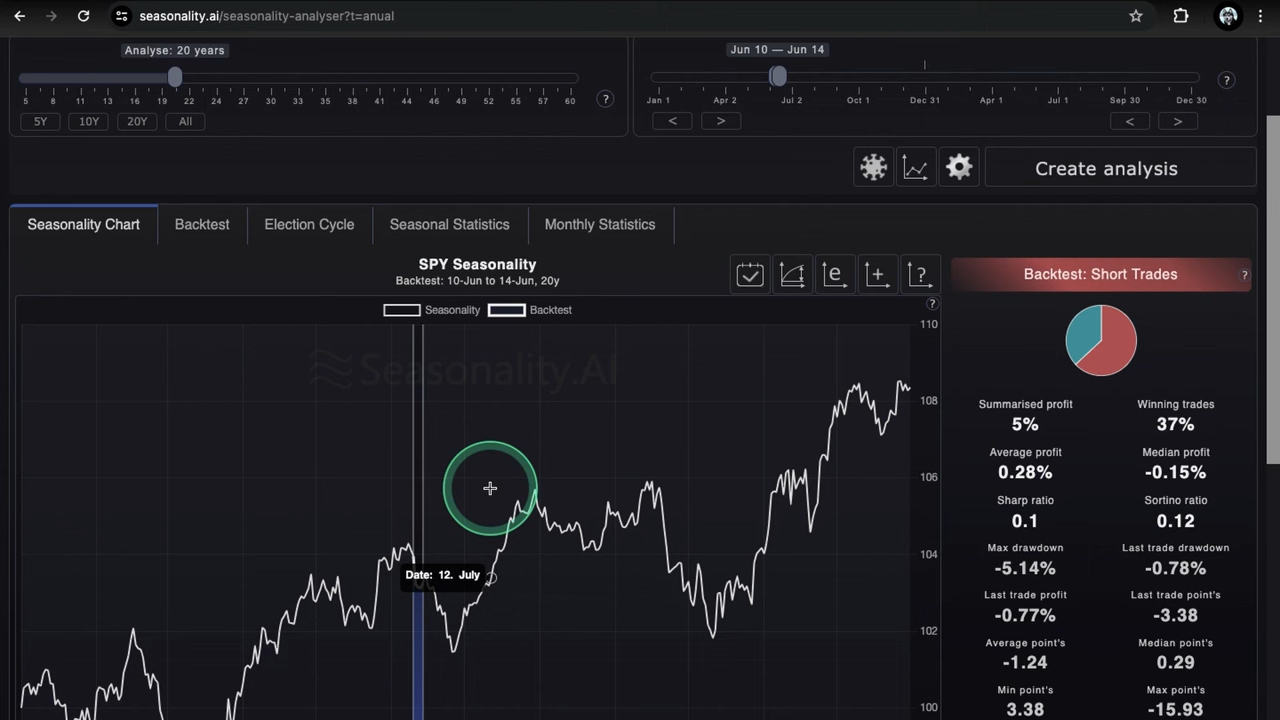 seasonality.ai/seasonality-analyser?t=anual
Analyse: 20 years
5 8 11 13 16 19 22 24 27 30 33 35 38 41 44 46 49 52 55 57 60
?
5Y 10Y 20Y All
Jun 10 — Jun 14
Jan 1 Apr 2 Jul 2 Oct 1 Dec 31 Apr 1 Jul 1 Sep 30 Dec 30
?
< > < >
Create analysis
Seasonality Chart Backtest Election Cycle Seasonal Statistics Monthly Statistics
SPY Seasonality
Backtest: 10-Jun to 14-Jun, 20y
e + ?
Seasonality Backtest
?
Seasonality.AI
110
108
106
104
102
100
Date: 12. July
Backtest: Short Trades
?
Summarised profit Winning trades
5% 37%
Average profit Median profit
0.28% -0.15%
Sharp ratio Sortino ratio
0.1 0.12
Max drawdown Last trade drawdown
-5.14% -0.78%
Last trade profit Last trade point's
-0.77% -3.38
Average point's Median point's
-1.24 0.29
Min point's Max point's
3.38 -15.93